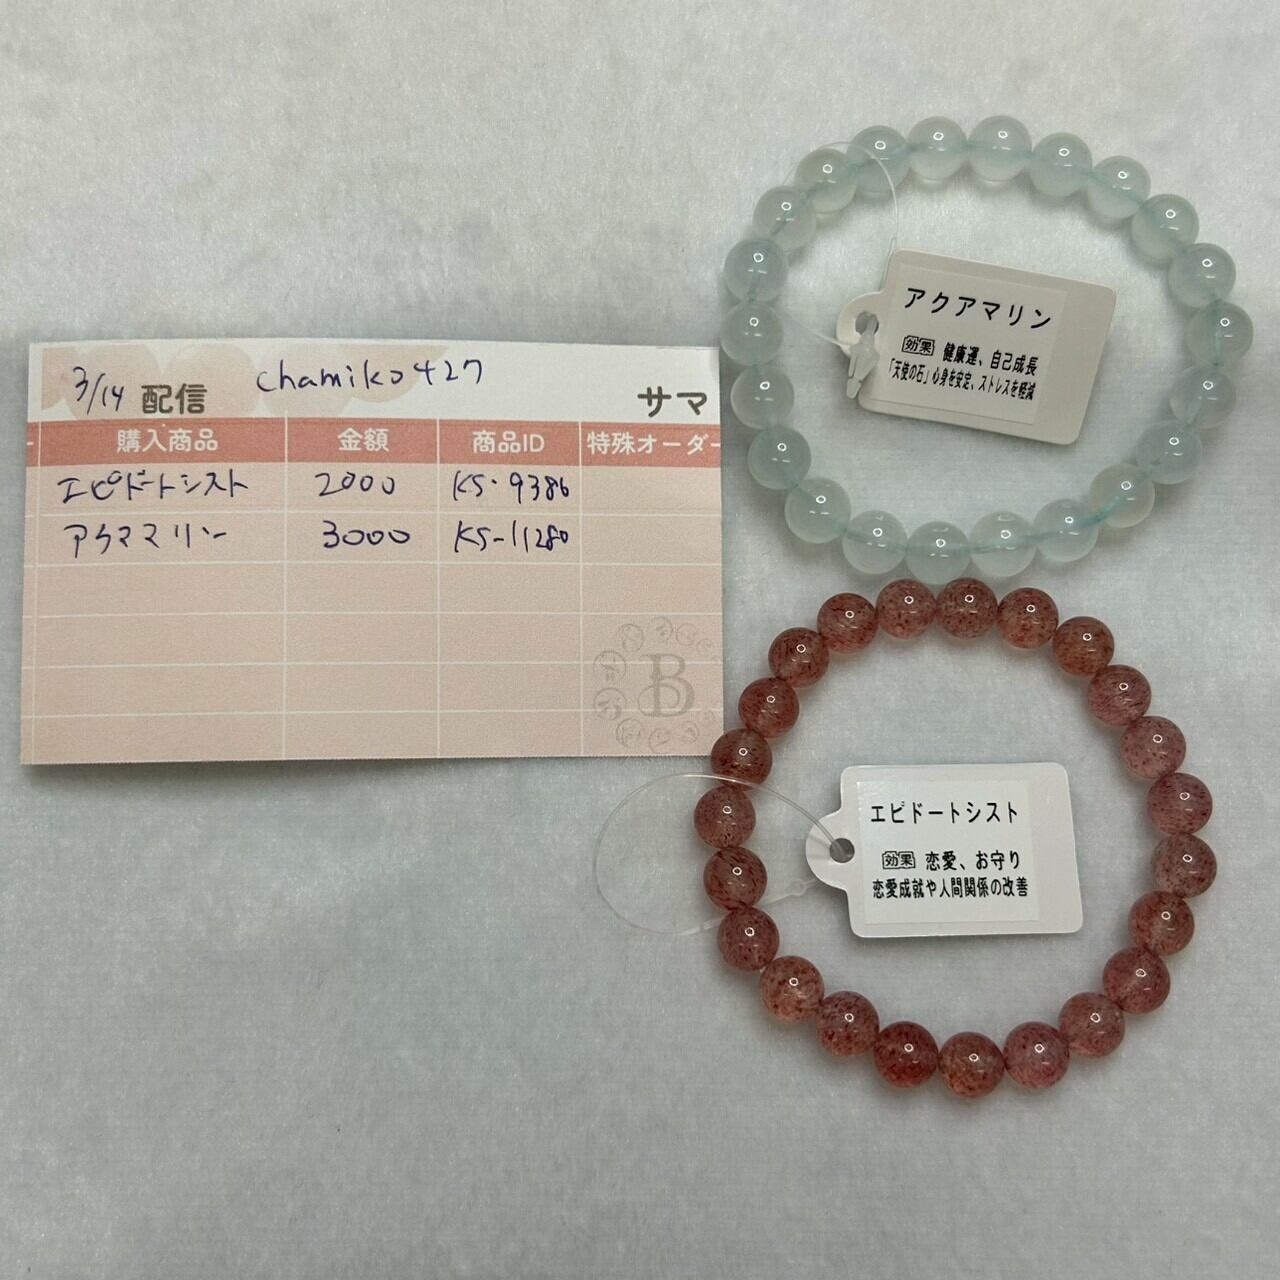 3/14 配信 chamiko427 サマ
購入商品 金額 商品ID 特殊オーダー
エピドートシスト 2000 KS-9386
アクアマリン 3000 KS-11280
B
アクアマリン
効果 健康運、自己成長
「天使の石」心身を安定、ストレスを軽減
エピドートシスト
効果 恋愛、お守り
恋愛成就や人間関係の改善